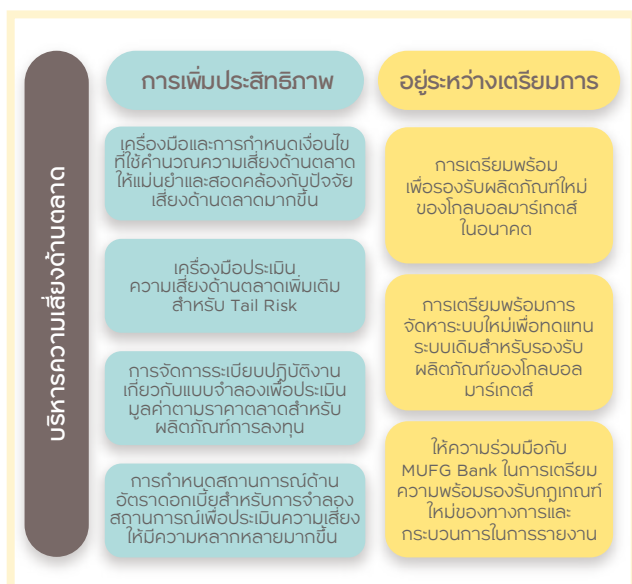 บริหารความเสี่ยงด้านตลาด
การเพิ่มประสิทธิภาพ
เครื่องมือและการกำหนดเงื่อนไข
ที่ใช้คำนวณความเสี่ยงด้านตลาด
ให้แม่นยำและสอดคล้องกับปัจจัย
เสี่ยงด้านตลาดมากขึ้น
เครื่องมือประเมิน
ความเสี่ยงด้านตลาดเพิ่มเติม
สำหรับ Tail Risk
การจัดการระเบียบปฏิบัติงาน
เกี่ยวกับแบบจำลองเพื่อประเมิน
มูลค่าตามราคาตลาดสำหรับ
ผลิตภัณฑ์การลงทุน
การกำหนดสถานการณ์ด้าน
อัตราดอกเบี้ยสำหรับการจำลอง
สถานการณ์เพื่อประเมินความเสี่ยง
ให้มีความหลากหลายมากขึ้น
อยู่ระหว่างเตรียมการ
การเตรียมพร้อม
เพื่อรองรับผลิตภัณฑ์ใหม่
ของโกลบอลมาร์เกตส์
ในอนาคต
การเตรียมพร้อมการ
จัดหาระบบใหม่เพื่อทดแทน
ระบบเดิมสำหรับรองรับ
ผลิตภัณฑ์ของโกลบอล
มาร์เกตส์
ให้ความร่วมมือกับ
MUFG Bank ในการเตรียม
ความพร้อมรองรับกฎเกณฑ์
ใหม่ของทางการและ
กระบวนการในการรายงาน